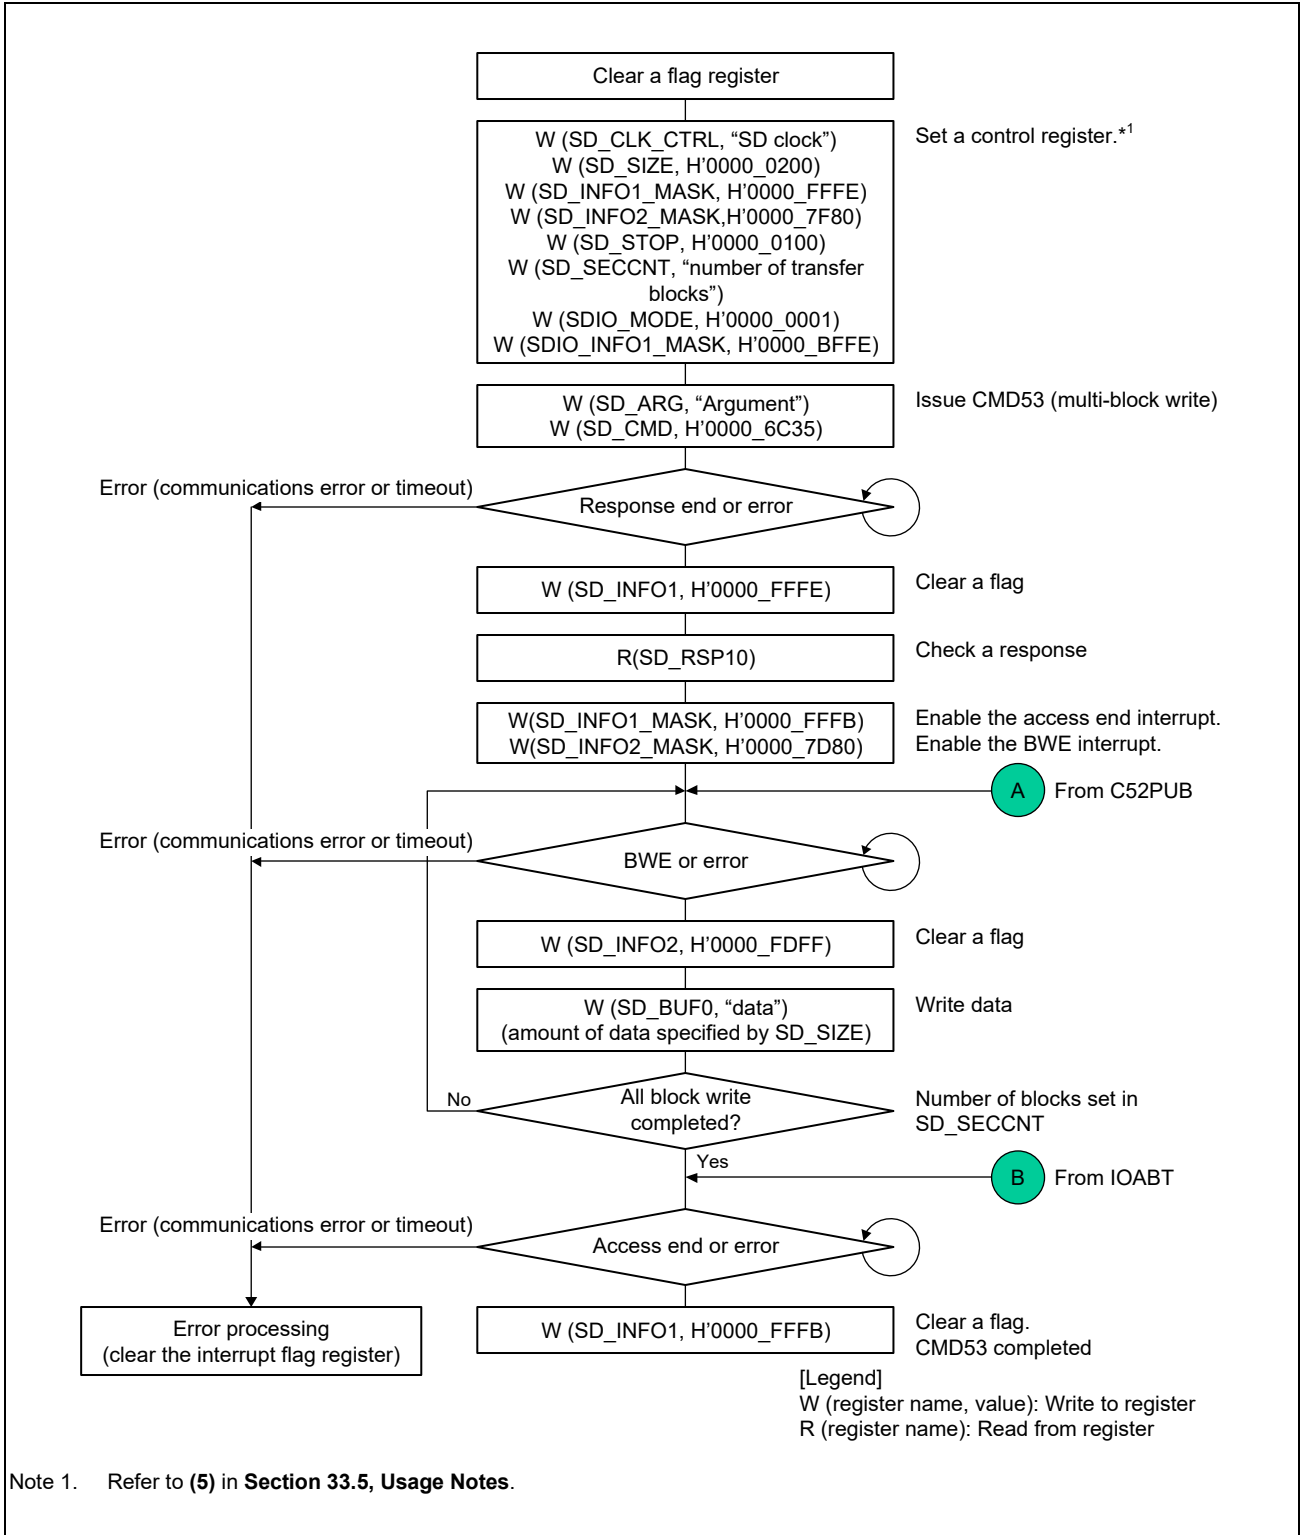 Clear a flag register
W (SD_CLK_CTRL, “SD clock”)
W (SD_SIZE, H’0000_0200)
W (SD_INFO1_MASK, H’0000_FFFE)
W (SD_INFO2_MASK,H’0000_7F80)
W (SD_STOP, H’0000_0100)
W (SD_SECCNT, “number of transfer
blocks”)
W (SDIO_MODE, H’0000_0001)
W (SDIO_INFO1_MASK, H’0000_BFFE)
Set a control register.*1
W (SD_ARG, “Argument”)
W (SD_CMD, H’0000_6C35)
Issue CMD53 (multi-block write)
Error (communications error or timeout)
Response end or error
W (SD_INFO1, H’0000_FFFE)
Clear a flag
R(SD_RSP10)
Check a response
W(SD_INFO1_MASK, H’0000_FFFB)
W(SD_INFO2_MASK, H’0000_7D80)
Enable the access end interrupt.
Enable the BWE interrupt.
A
From C52PUB
Error (communications error or timeout)
BWE or error
W (SD_INFO2, H’0000_FDFF)
Clear a flag
W (SD_BUF0, “data”)
(amount of data specified by SD_SIZE)
Write data
No
All block write
completed?
Number of blocks set in
SD_SECCNT
Yes
B
From IOABT
Error (communications error or timeout)
Access end or error
Error processing
(clear the interrupt flag register)
W (SD_INFO1, H’0000_FFFB)
Clear a flag.
CMD53 completed
[Legend]
W (register name, value): Write to register
R (register name): Read from register
Note 1. Refer to (5) in Section 33.5, Usage Notes.